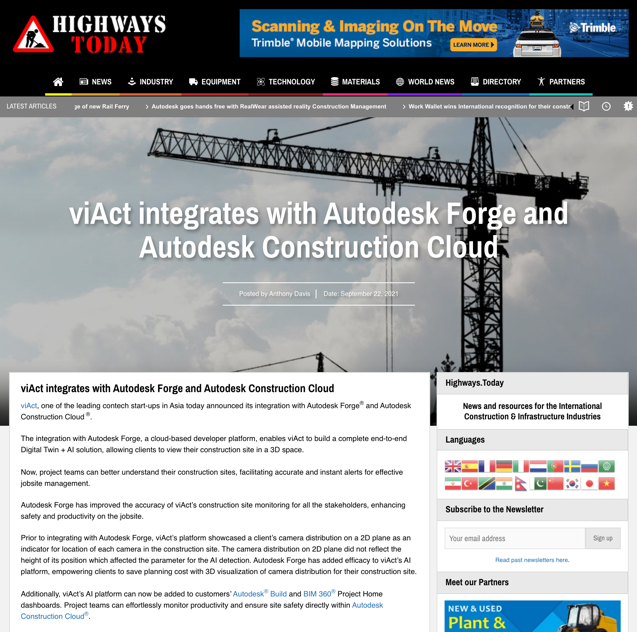 HIGHWAYS
TODAY
Scanning & Imaging On The Move
Trimble® Mobile Mapping Solutions
LEARN MORE
Trimble
NEWS
INDUSTRY
EQUIPMENT
TECHNOLOGY
MATERIALS
WORLD NEWS
DIRECTORY
PARTNERS
LATEST ARTICLES
ge of new Rail Ferry
Autodesk goes hands free with RealWear assisted reality Construction Management
Work Wallet wins International recognition for their constr
viAct integrates with Autodesk Forge and
Autodesk Construction Cloud
Posted by Anthony Davis | Date: September 22, 2021
viAct integrates with Autodesk Forge and Autodesk Construction Cloud
viAct, one of the leading contech start-ups in Asia today announced its integration with Autodesk Forge® and Autodesk
Construction Cloud ®.
The integration with Autodesk Forge, a cloud-based developer platform, enables viAct to build a complete end-to-end
Digital Twin + AI solution, allowing clients to view their construction site in a 3D space.
Now, project teams can better understand their construction sites, facilitating accurate and instant alerts for effective
jobsite management.
Autodesk Forge has improved the accuracy of viAct's construction site monitoring for all the stakeholders, enhancing
safety and productivity on the jobsite.
Prior to integrating with Autodesk Forge, viAct's platform showcased a client's camera distribution on a 2D plane as an
indicator for location of each camera in the construction site. The camera distribution on 2D plane did not reflect the
height of its position which affected the parameter for the AI detection. Autodesk Forge has added efficacy to viAct's AI
platform, empowering clients to save planning cost with 3D visualization of camera distribution for their construction site.
Additionally, viAct's AI platform can now be added to customers' Autodesk® Build and BIM 360® Project Home
dashboards. Project teams can effortlessly monitor productivity and ensure site safety directly within Autodesk
Construction Cloud®.
Highways.Today
News and resources for the International
Construction & Infrastructure Industries
Languages
Subscribe to the Newsletter
Your email address
Sign up
Read past newsletters here.
Meet our Partners
NEW & USED
Plant &